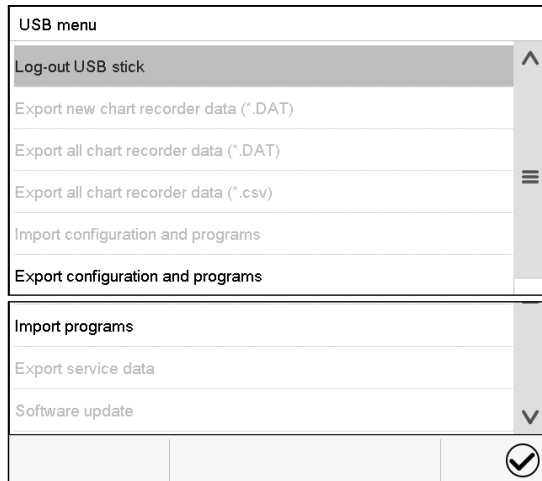 USB menu
Log-out USB stick
Export new chart recorder data (*.DAT)
Export all chart recorder data (*.DAT)
Export all chart recorder data (*.csv)
Import configuration and programs
Export configuration and programs
Import programs
Export service data
Software update